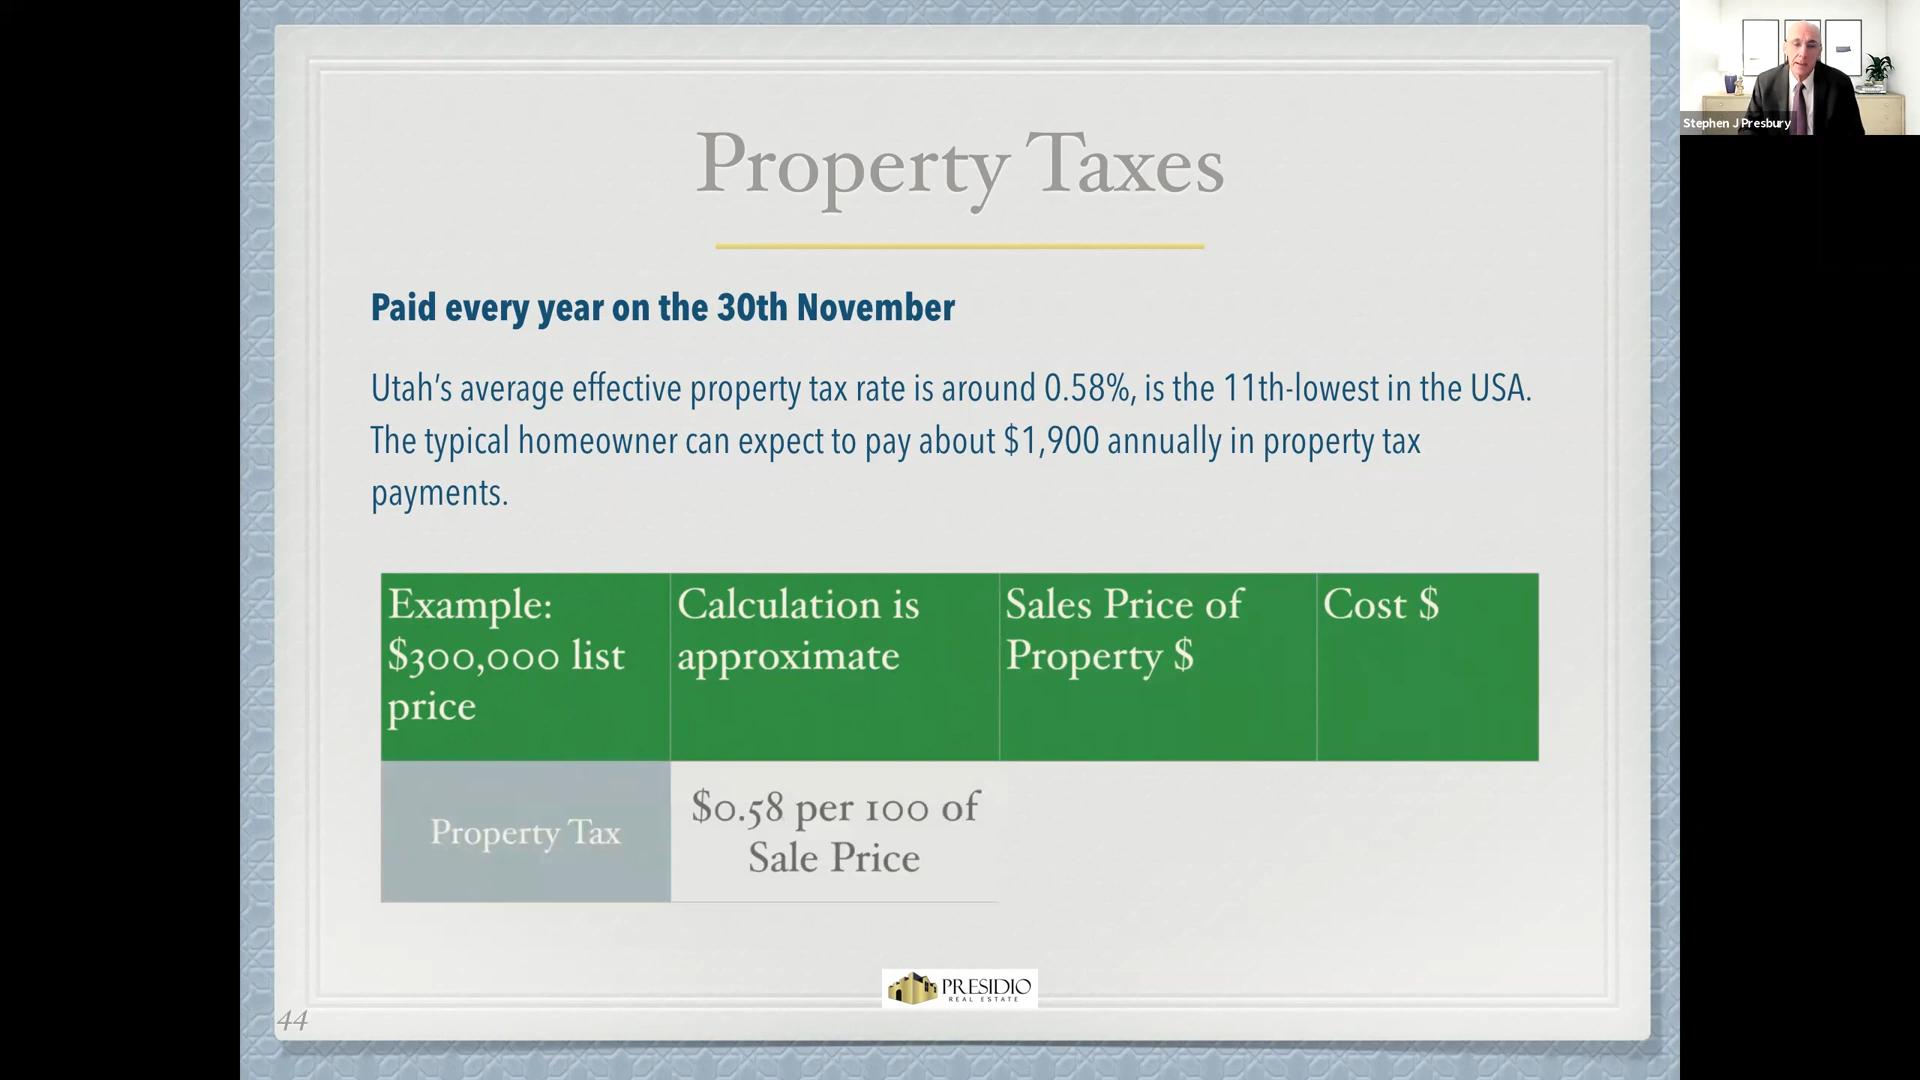 Property Taxes
Paid every year on the 30th November
Utah’s average effective property tax rate is around 0.58%, is the 11th-lowest in the USA.
The typical homeowner can expect to pay about $1,900 annually in property tax
payments.
Example:
$300,000 list
price
Calculation is
approximate
Sales Price of
Property $
Cost $
Property Tax
$0.58 per 100 of
Sale Price
PRESIDIO
REAL ESTATE
44
Stephen J Presbury